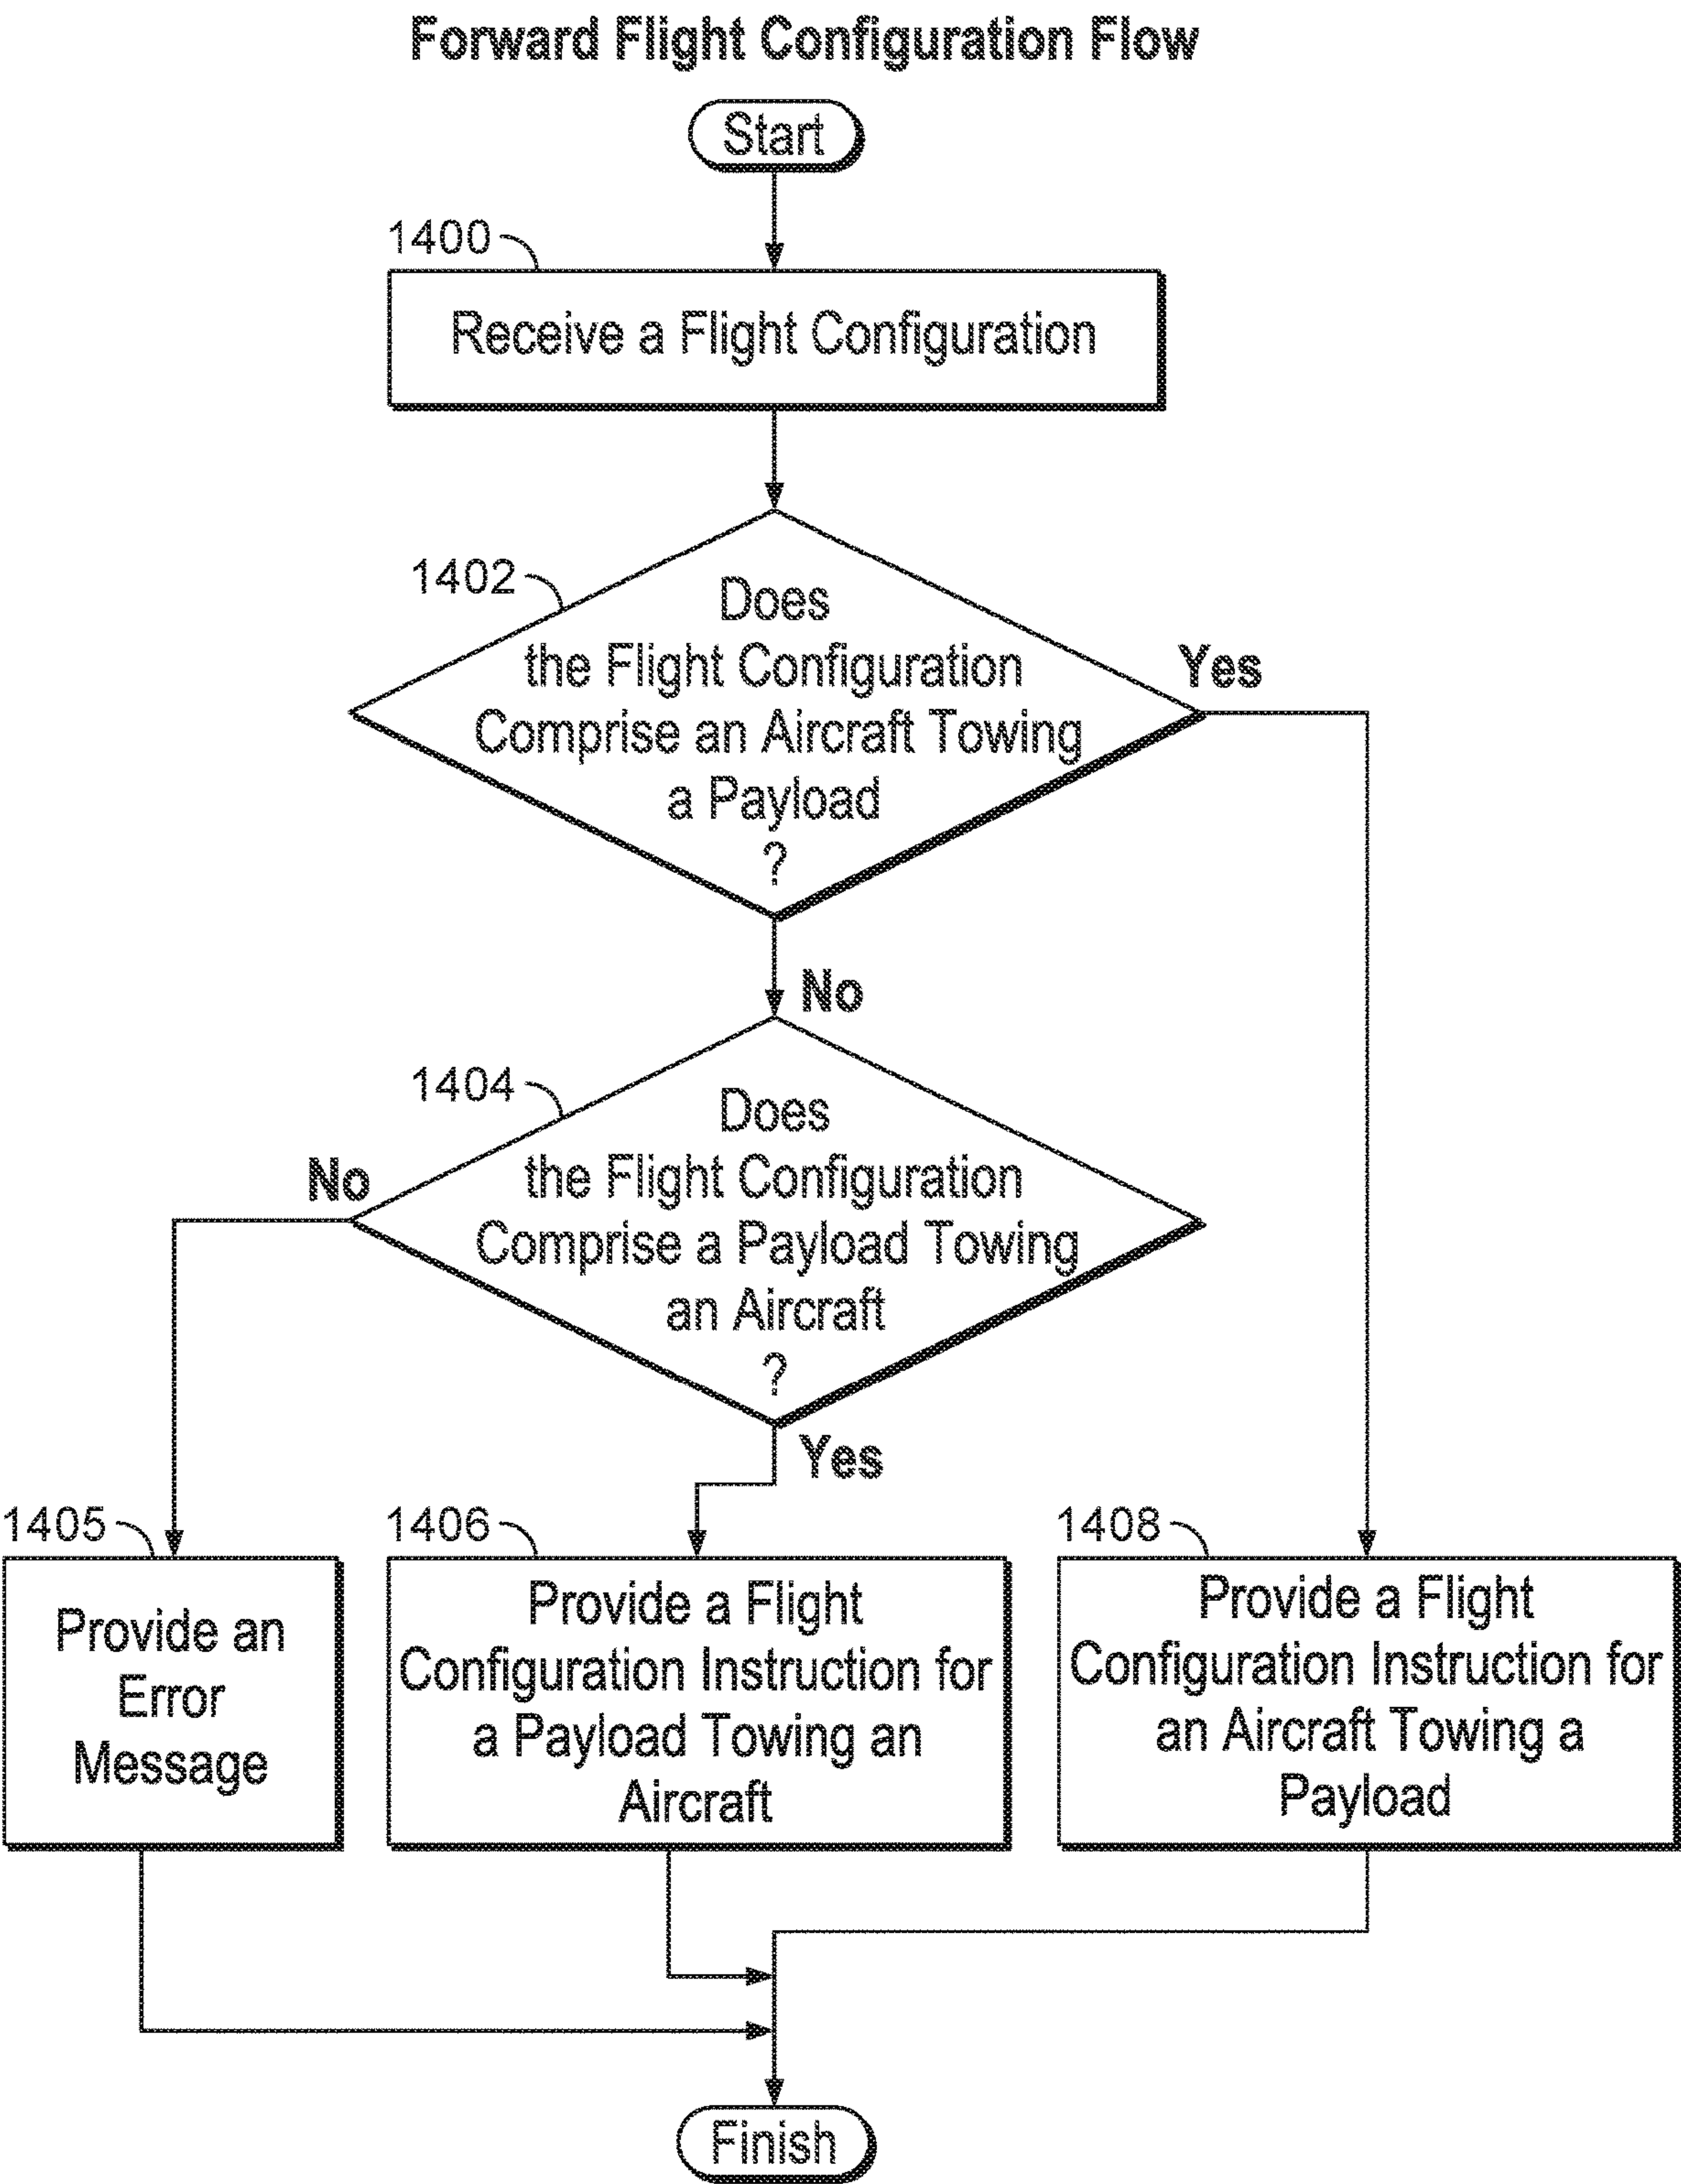 Forward Flight Configuration Flow
Start
1400
Receive a Flight Configuration
1402
Does
the Flight Configuration
Comprise an Aircraft Towing
a Payload
?
Yes
No
1404
Does
the Flight Configuration
Comprise a Payload Towing
an Aircraft
?
No
Yes
1405
Provide an
Error
Message
1406
Provide a Flight
Configuration Instruction for
a Payload Towing an
Aircraft
1408
Provide a Flight
Configuration Instruction for
an Aircraft Towing a
Payload
Finish